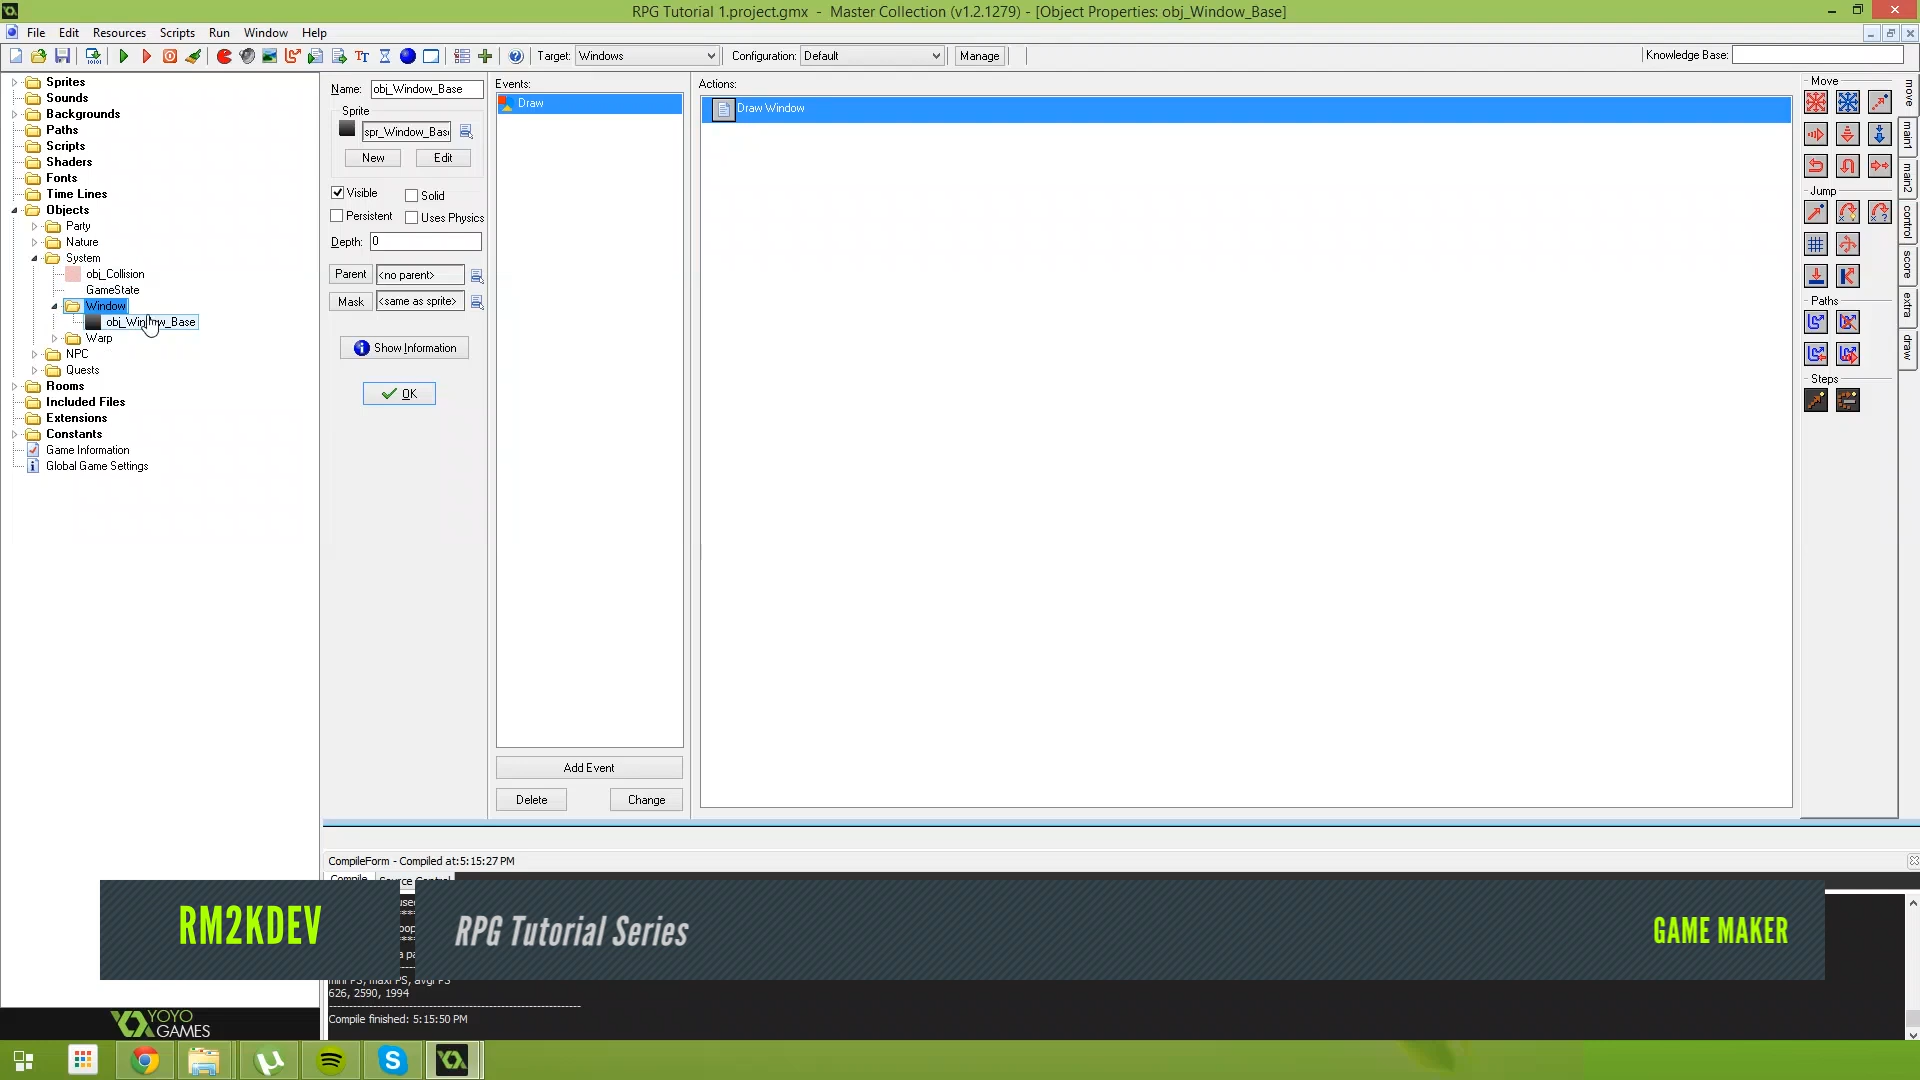 RPG Tutorial 1.project.gmx - Master Collection (v1.2.1279) - [Object Properties: obj_Window_Base]
File Edit Resources Scripts Run Window Help
Target: Windows Configuration: Default Manage Knowledge Base:
Sprites
Sounds
Backgrounds
Paths
Scripts
Shaders
Fonts
Time Lines
Objects
Party
Nature
System
obj_Collision
GameState
Window
obj_Window_Base
Warp
NPC
Quests
Rooms
Included Files
Extensions
Constants
Game Information
Global Game Settings
YOYO
GAMES
Name: obj_Window_Base
Sprite
spr_Window_Bas
New Edit
Visible Solid
Persistent Uses Physics
Depth: 0
Parent <no parent>
Mask <same as sprite>
Show Information
OK
Events:
Draw
Add Event
Delete Change
Actions:
Draw Window
Move
Jump
Paths
Steps
move
main1
main2
control
score
extra
draw
CompileForm - Compiled at:5:15:27 PM
Compile Source Control
RM2KDEV
RPG Tutorial Series
GAME MAKER
626, 2590, 1994
Compile finished: 5:15:50 PM